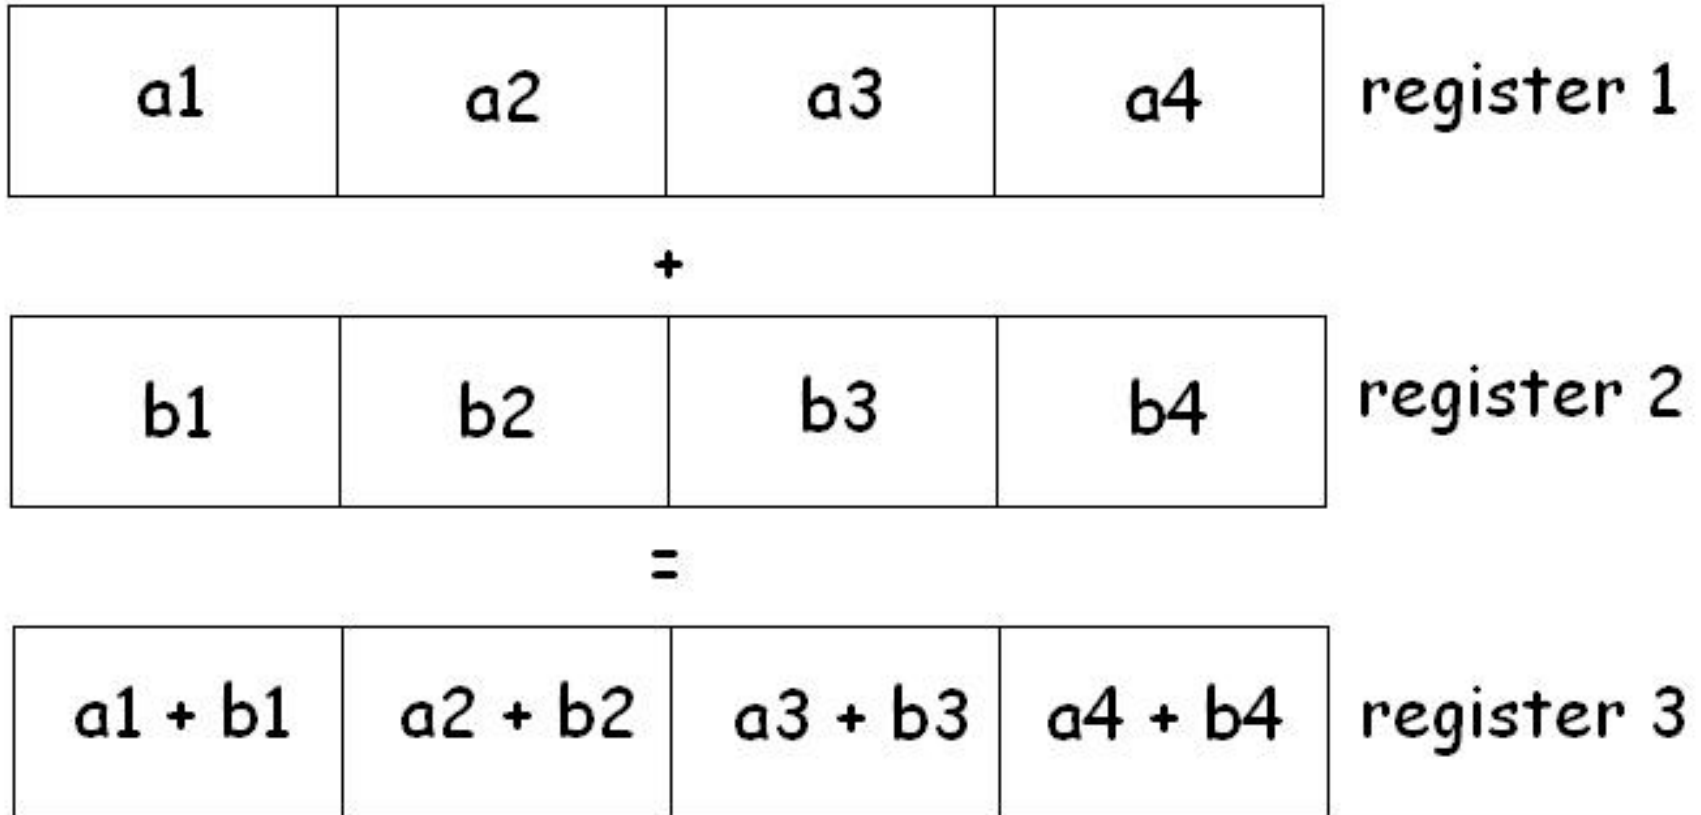 a1 a2 a3 a4 register 1
+
b1 b2 b3 b4 register 2
=
a1 + b1 a2 + b2 a3 + b3 a4 + b4 register 3